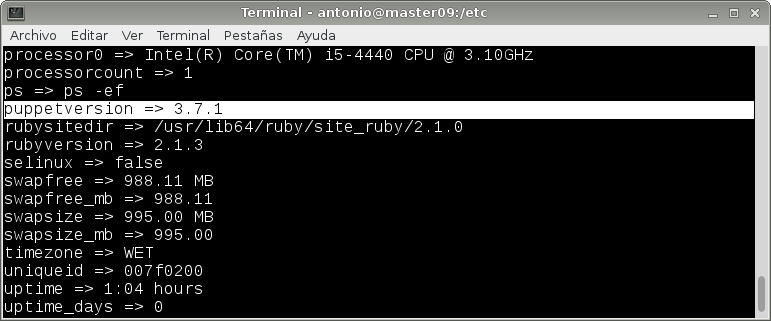 Terminal - antonio@master09:/etc
Archivo Editar Ver Terminal Pestañas Ayuda
processor0 => Intel(R) Core(TM) i5-4440 CPU @ 3.10GHz
processorcount => 1
ps => ps -ef
puppetversion => 3.7.1
rubysitedir => /usr/lib64/ruby/site_ruby/2.1.0
rubyversion => 2.1.3
selinux => false
swapfree => 988.11 MB
swapfree_mb => 988.11
swapsize => 995.00 MB
swapsize_mb => 995.00
timezone => WET
uniqueid => 007f0200
uptime => 1:04 hours
uptime_days => 0